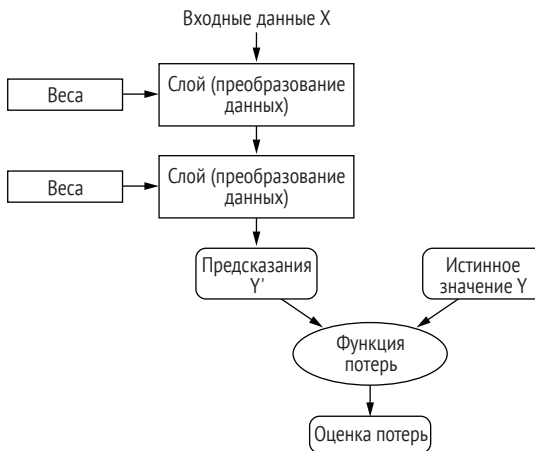 Входные данные X
Веса
Слой (преобразование
данных)
Веса
Слой (преобразование
данных)
Предсказания
Y'
Истинное
значение Y
Функция
потерь
Оценка потерь